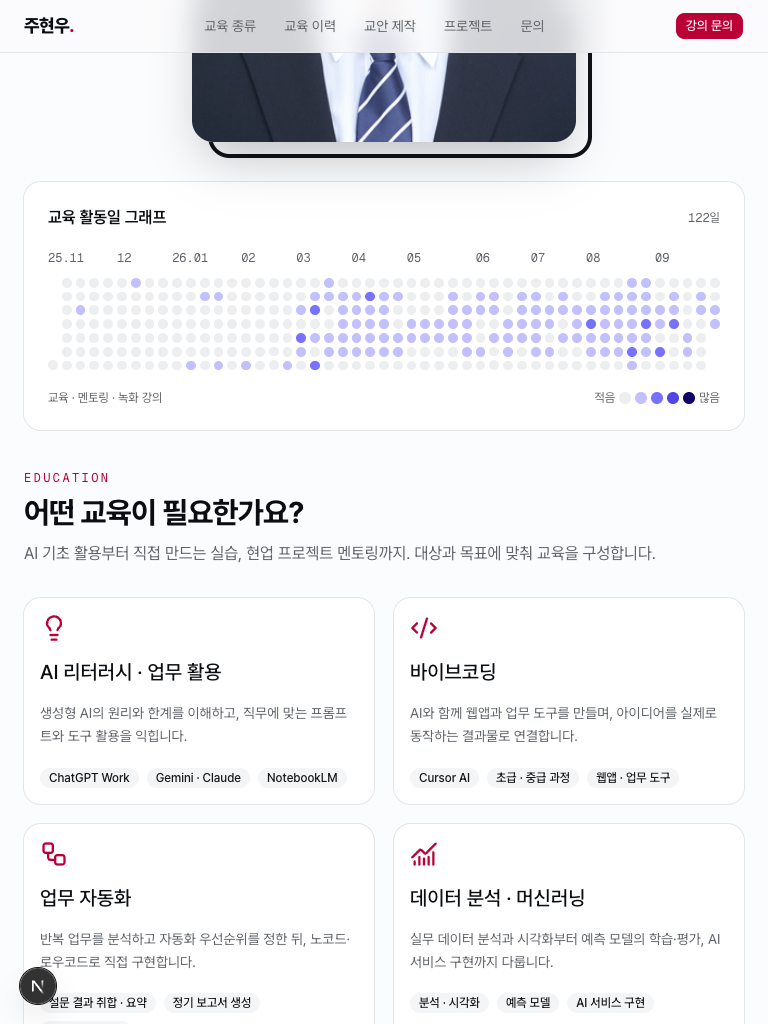 주현우.
교육 종류
교육 이력
교안 제작
프로젝트
문의
강의 문의
교육 활동일 그래프
122일
25.11 12 26.01 02 03 04 05 06 07 08 09
교육 · 멘토링 · 녹화 강의
적음
많음
EDUCATION
어떤 교육이 필요한가요?
AI 기초 활용부터 직접 만드는 실습, 현업 프로젝트 멘토링까지. 대상과 목표에 맞춰 교육을 구성합니다.
AI 리터러시 · 업무 활용
생성형 AI의 원리와 한계를 이해하고, 직무에 맞는 프롬프
트와 도구 활용을 익힙니다.
ChatGPT Work
Gemini · Claude
NotebookLM
바이브코딩
AI와 함께 웹앱과 업무 도구를 만들며, 아이디어를 실제로
동작하는 결과물로 연결합니다.
Cursor AI
초급 · 중급 과정
웹앱 · 업무 도구
업무 자동화
반복 업무를 분석하고 자동화 우선순위를 정한 뒤, 노코드·
로우코드로 직접 구현합니다.
N
설문 결과 취합 · 요약
정기 보고서 생성
데이터 분석 · 머신러닝
실무 데이터 분석과 시각화부터 예측 모델의 학습·평가, AI
서비스 구현까지 다룹니다.
분석 · 시각화
예측 모델
AI 서비스 구현